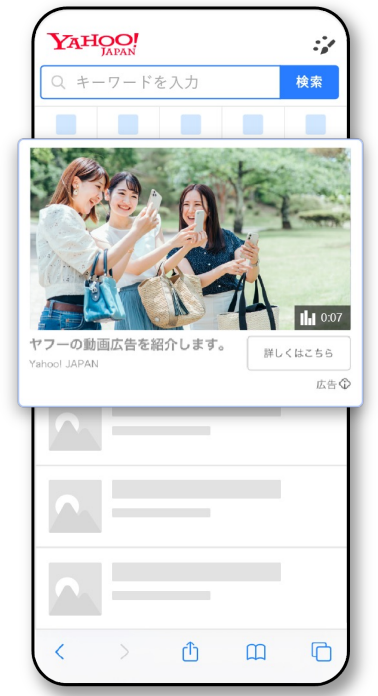 YAHOO!
JAPAN
キーワードを入力
検索
0:07
ヤフーの動画広告を紹介します。
Yahoo! JAPAN
詳しくはこちら
広告